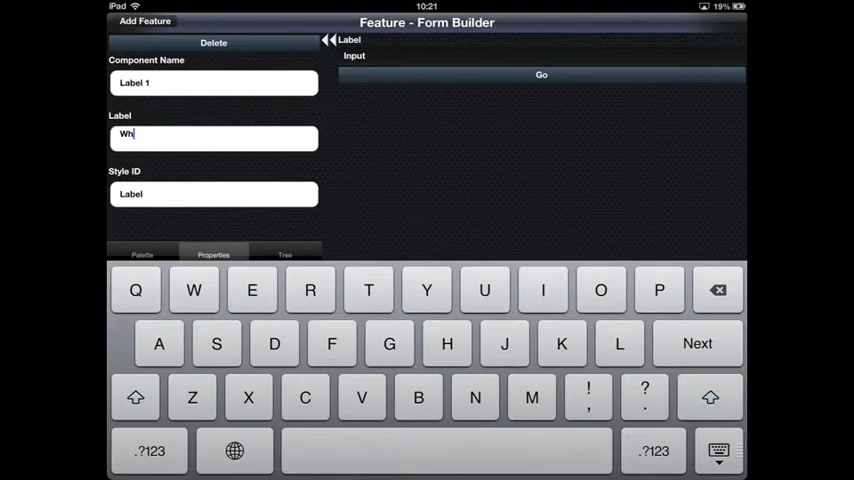 iPad 10:21 19%
Add Feature Feature - Form Builder
Delete
Label
Component Name
Input
Label 1
Go
Label
Wh
Style ID
Label
Palette Properties Tree
Q W E R T Y U I O P
A S D F G H J K L Next
Z X C V B N M ! , ? .
.?123 .?123